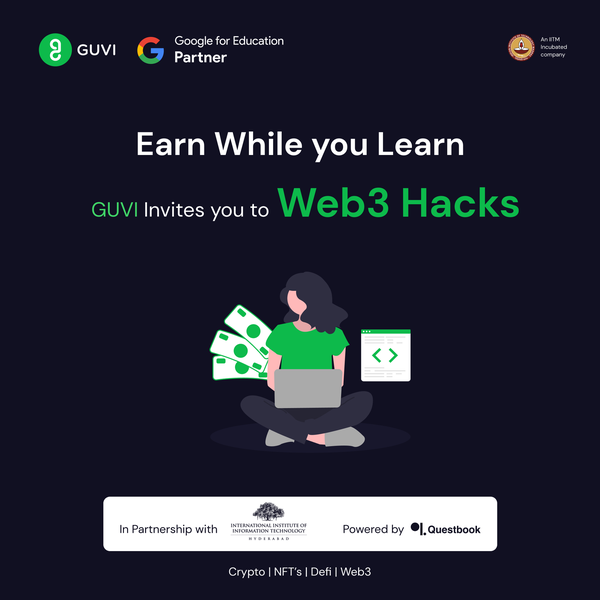 GUVI
Google for Education
Partner
An IITM
Incubated
company
Earn While you Learn
GUVI Invites you to Web3 Hacks
In Partnership with
INTERNATIONAL INSTITUTE OF
INFORMATION TECHNOLOGY
HYDERABAD
Powered by Questbook
Crypto | NFT's | Defi | Web3